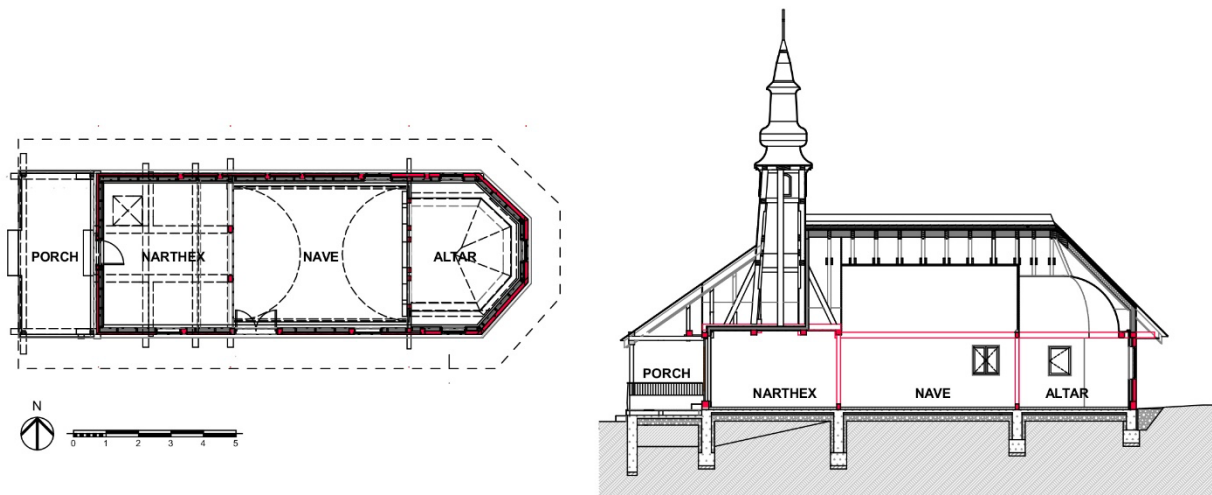 PORCH
NARTHEX
NAVE
ALTAR
N
0 1 2 3 4 5
PORCH
NARTHEX
NAVE
ALTAR